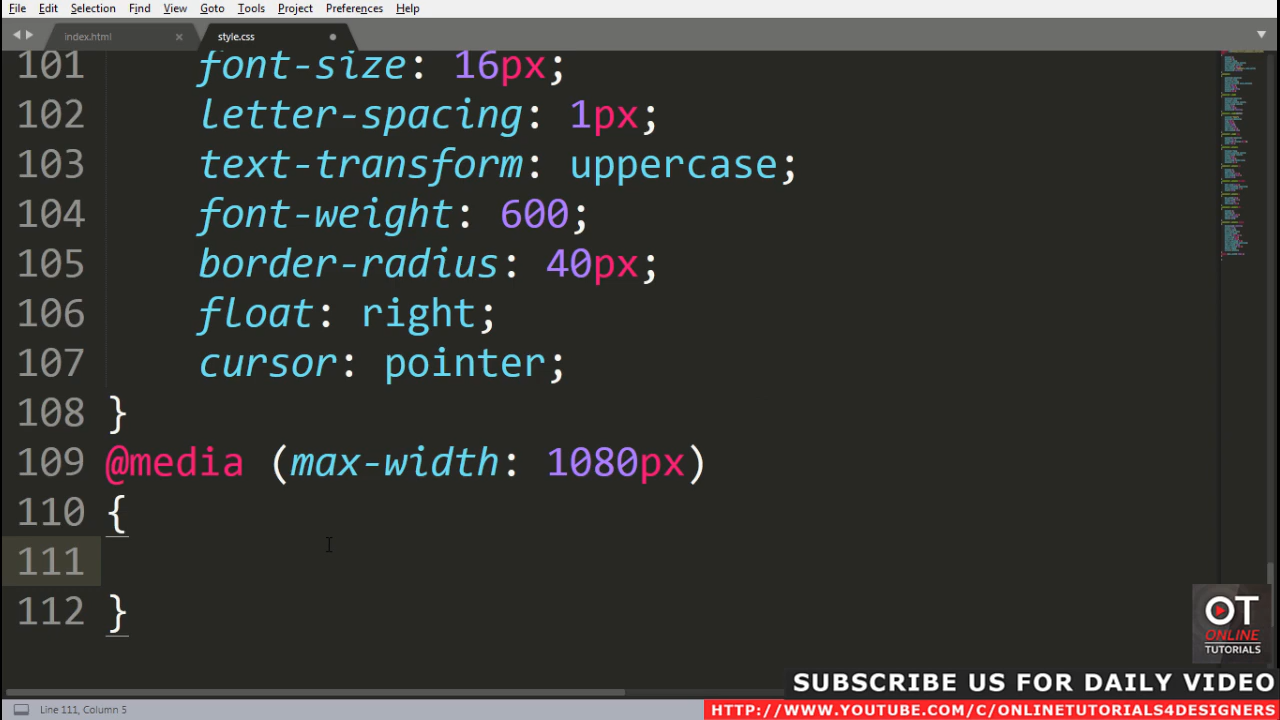 File Edit Selection Find View Goto Tools Project Preferences Help
index.html × style.css
101 font-size: 16px;
102 letter-spacing: 1px;
103 text-transform: uppercase;
104 font-weight: 600;
105 border-radius: 40px;
106 float: right;
107 cursor: pointer;
108 }
109 @media (max-width: 1080px)
110 {
111
112 }
OT
ONLINE
TUTORIALS
SUBSCRIBE US FOR DAILY VIDEO
Line 111, Column 5
HTTP://WWW.YOUTUBE.COM/C/ONLINETUTORIALS4DESIGNERS